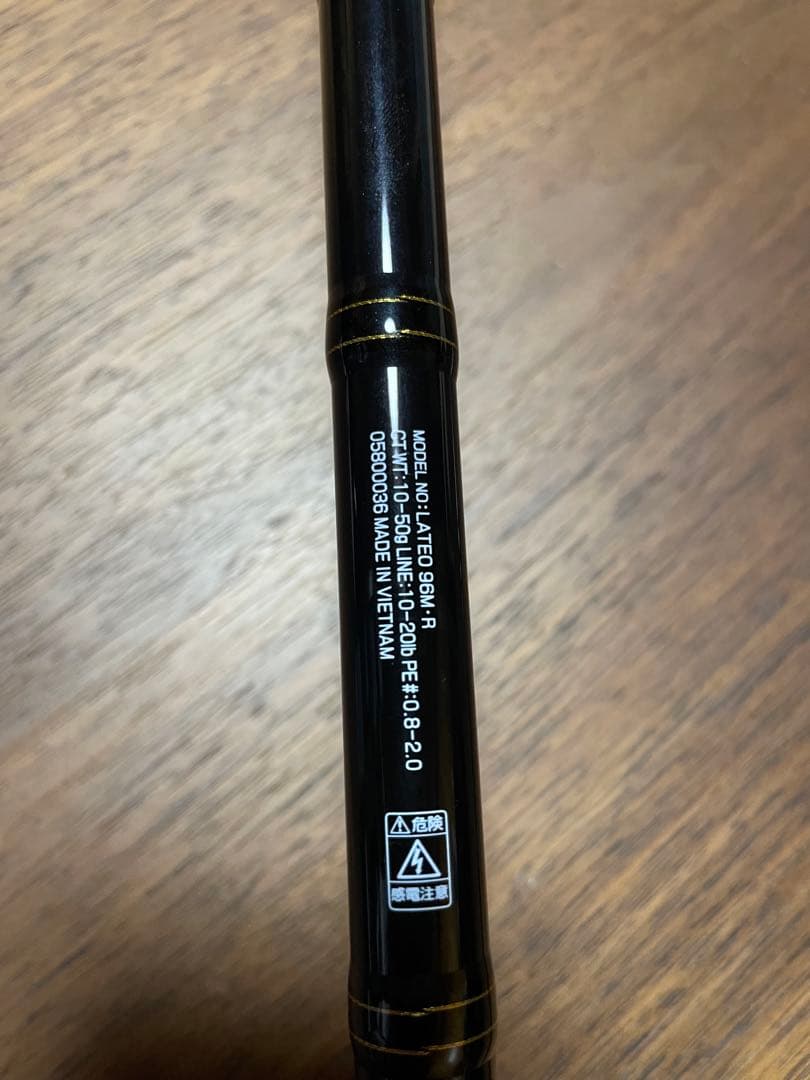 MODEL NO:LATEO 96M·R
CT WT:10-50g LINE:10-20lb PE#:0.8-2.0
05800036 MADE IN VIETNAM
危険
感電注意